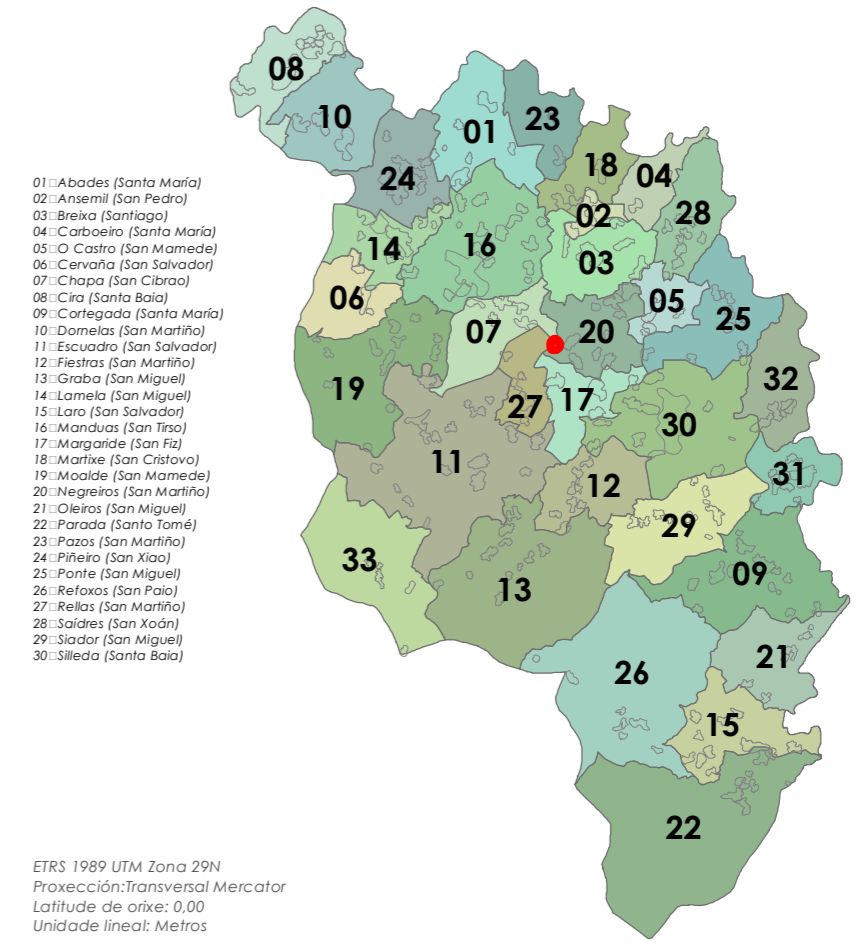 08
10
01
23
18
04
24
02
28
14
16
03
06
05
07
20
25
19
32
27
17
30
11
12
31
29
33
13
09
26
21
15
22
01□Abades (Santa María)
02□Ansemil (San Pedro)
03□Breixa (Santiago)
04□Carboeiro (Santa María)
05□O Castro (San Mamede)
06□Cervaña (San Salvador)
07□Chapa (San Cibrao)
08□Cira (Santa Baia)
09□Cortegada (Santa María)
10□Dornelas (San Martiño)
11□Escuadro (San Salvador)
12□Fiestras (San Martiño)
13□Graba (San Miguel)
14□Lamela (San Miguel)
15□Laro (San Salvador)
16□Manduas (San Tirso)
17□Margaride (San Fiz)
18□Martixe (San Cristovo)
19□Moalde (San Mamede)
20□Negreiros (San Martiño)
21□Oleiros (San Miguel)
22□Parada (Santo Tomé)
23□Pazos (San Martiño)
24□Piñeiro (San Xiao)
25□Ponte (San Miguel)
26□Refoxos (San Paio)
27□Rellas (San Martiño)
28□Saídres (San Xoán)
29□Siador (San Miguel)
30□Silleda (Santa Baia)
ETRS 1989 UTM Zona 29N
Proxección:Transversal Mercator
Latitude de orixe: 0,00
Unidade lineal: Metros